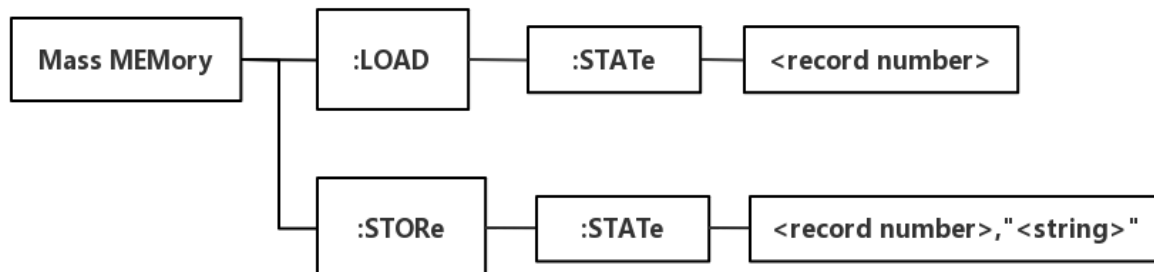 Mass MEMory :LOAD :STATe <record number>
:STORe :STATe <record number>,"<string>"